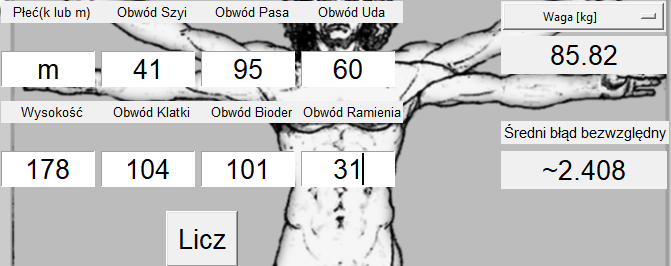 Płeć(k lub m) Obwód Szyi Obwód Pasa Obwód Uda Waga [kg]
m 41 95 60 85.82
Wysokość Obwód Klatki Obwód Bioder Obwód Ramienia Średni błąd bezwzględny
178 104 101 31 ~2.408
Licz